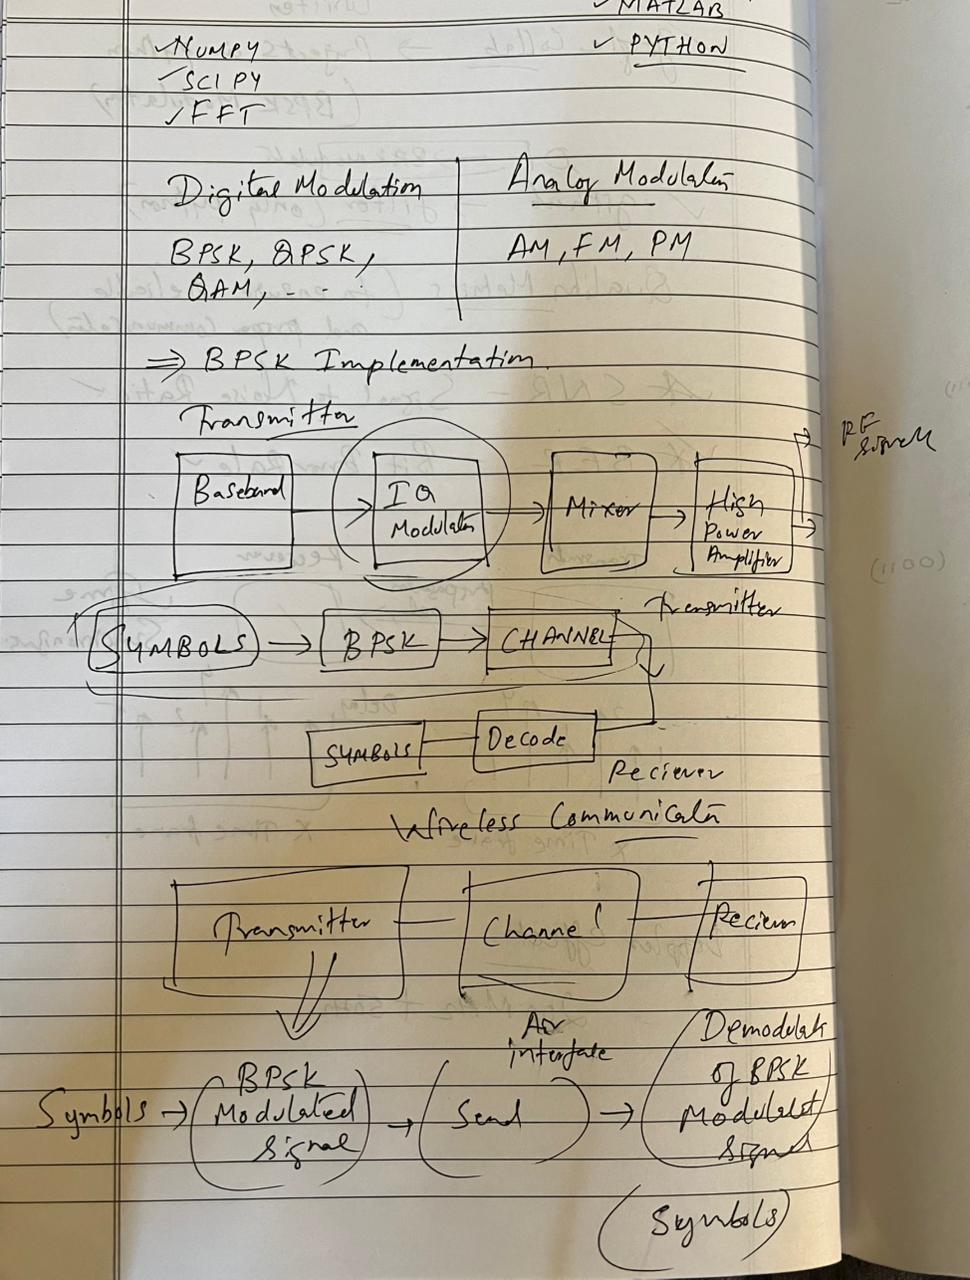 MATLAB
✓ NUMPY
✓ PYTHON
✓ SCIPY
✓ FFT
Digital Modulation
Analog Modulation
BPSK, QPSK,
AM, FM, PM
QAM, - -
⇒ BPSK Implementation
Transmitter
RF
signal
Baseband
IQ
Modulator
Mixer
High
Power
Amplifier
Transmitter
SYMBOLS → BPSK → CHANNEL
SYMBOLS
Decode
Reciever
Wireless Communication
Transmitter
Channel
Reciever
Air
interface
Demodulate
of BPSK
Modulated
signal
Symbols →
BPSK
Modulated
signal
→ Send →
(Symbols)